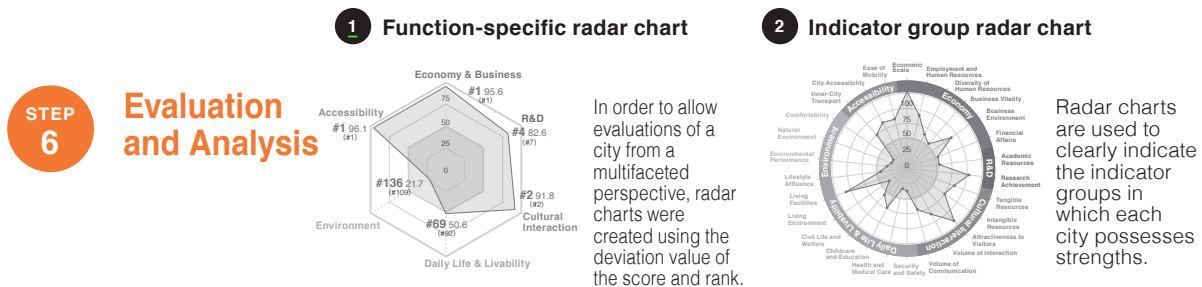 STEP
6
Evaluation
and Analysis
1 Function-specific radar chart
Economy & Business
#1 95.6
(#1)
R&D
#4 82.6
(#7)
#2 91.8
(#2)
Cultural
Interaction
Daily Life & Livability
#69 50.6
(#92)
Environment
#136 21.7
(#109)
Accessibility
#1 96.1
(#1)
75
50
25
0
In order to allow
evaluations of a
city from a
multifaceted
perspective, radar
charts were
created using the
deviation value of
the score and rank.
2 Indicator group radar chart
Economic
Scale
Employment and
Human Resources
Diversity of
Human Resources
Business Vitality
Business
Environment
Financial
Affairs
Academic
Resources
Research
Achievement
Tangible
Resources
Intangible
Resources
Attractiveness to
Visitors
Volume of Interaction
Volume of
Communication
Security
and Safety
Health and
Medical Care
Childcare
and Education
Civil Life and
Welfare
Living
Environment
Living
Facilities
Lifestyle
Affluence
Environmental
Performance
Natural
Environment
Comfortability
Inner-City
Transport
City Accessibility
Ease of
Mobility
Economy
R&D
Cultural Interaction
Daily Life & Livability
Environment
Accessibility
100
75
50
25
0
Radar charts
are used to
clearly indicate
the indicator
groups in
which each
city possesses
strengths.